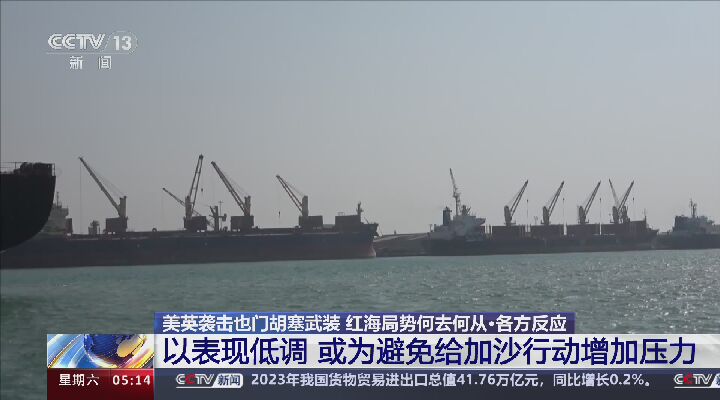 CCTV 13
新闻
美英袭击也门胡塞武装 红海局势何去何从·各方反应
以表现低调 或为避免给加沙行动增加压力
星期六 05:14 CCTV 新闻 2023年我国货物贸易进出口总值41.76万亿元，同比增长0.2%。 CCTV 新闻